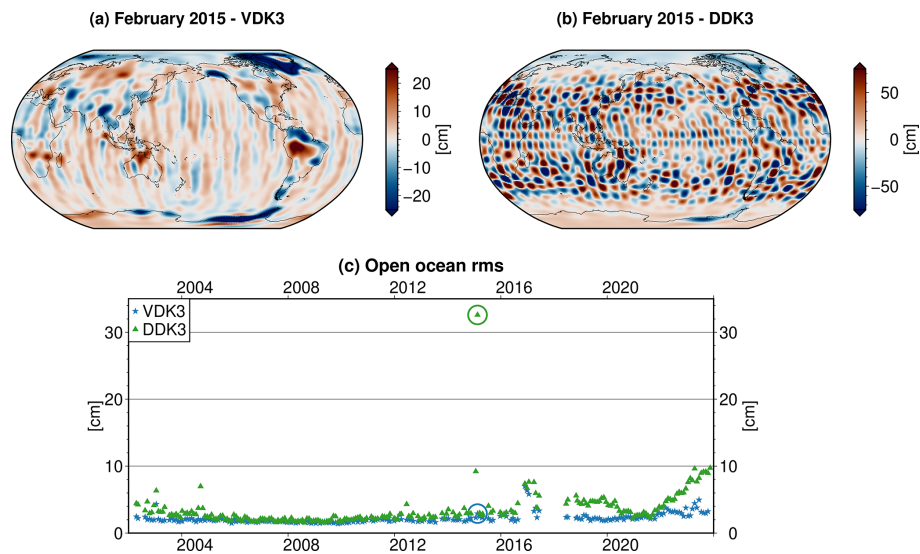 (a) February 2015 - VDK3
(b) February 2015 - DDK3
20
10
0
−10
−20
[cm]
50
0
−50
[cm]
(c) Open ocean rms
2004 2008 2012 2016 2020
VDK3
DDK3
30 30
20 20
[cm] [cm]
10 10
0 0
2004 2008 2012 2016 2020